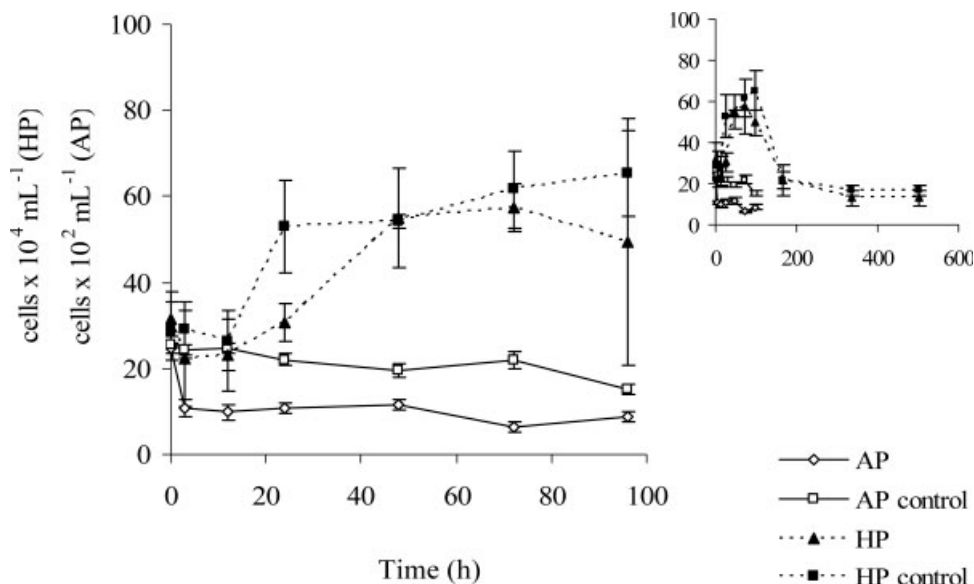 cells x 10⁴ mL⁻¹ (HP)
cells x 10² mL⁻¹ (AP)
100
80
60
40
20
0
0 20 40 60 80 100
Time (h)
100
80
60
40
20
0
0 200 400 600
AP
AP control
HP
HP control